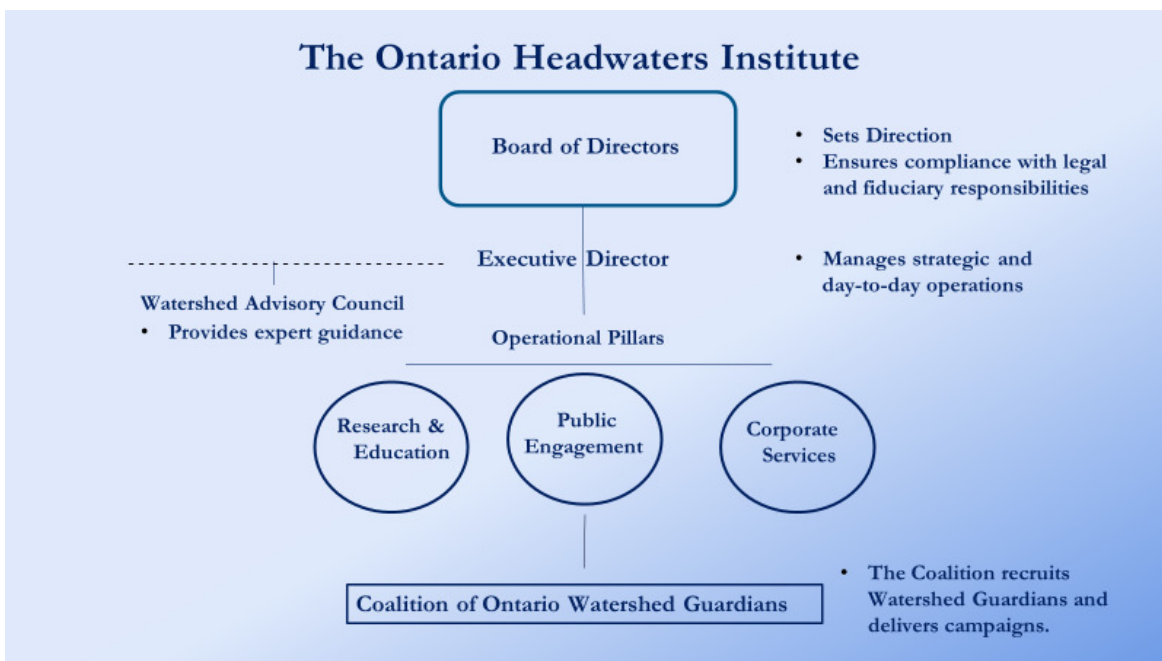 The Ontario Headwaters Institute
Board of Directors
• Sets Direction
• Ensures compliance with legal
and fiduciary responsibilities
Executive Director
• Manages strategic and
day-to-day operations
Watershed Advisory Council
• Provides expert guidance
Operational Pillars
Research &
Education
Public
Engagement
Corporate
Services
Coalition of Ontario Watershed Guardians
• The Coalition recruits
Watershed Guardians and
delivers campaigns.